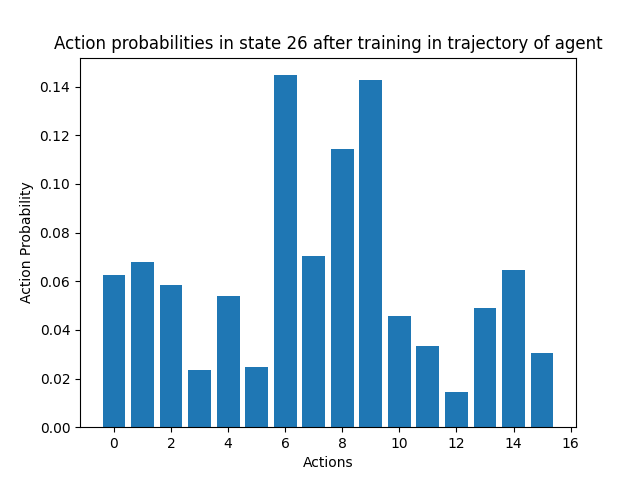 Action probabilities in state 26 after training in trajectory of agent
0.14
0.12
0.10
0.08
0.06
0.04
0.02
0.00
Action Probability
0 2 4 6 8 10 12 14 16
Actions